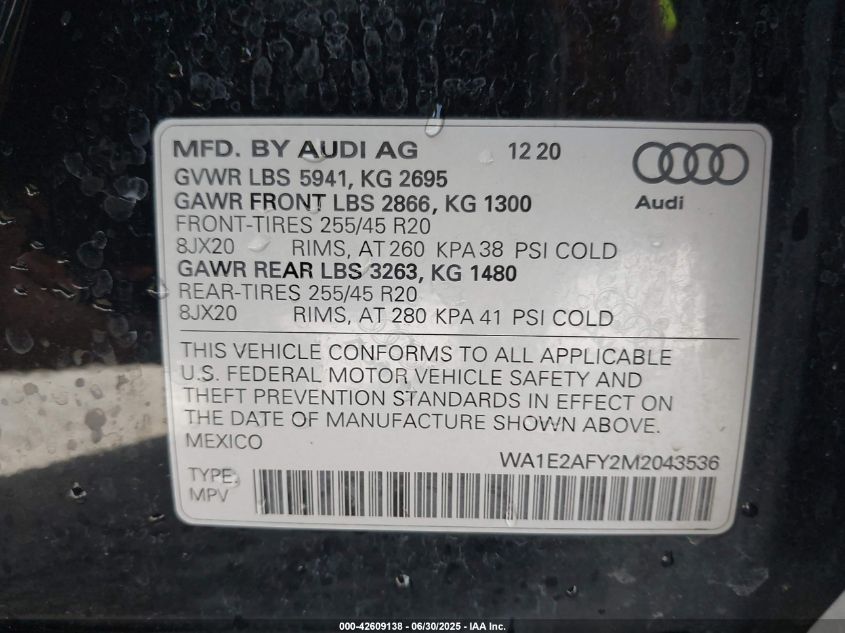 MFD. BY AUDI AG 12 20
GVWR LBS 5941, KG 2695
GAWR FRONT LBS 2866, KG 1300
FRONT-TIRES 255/45 R20
8JX20 RIMS, AT 260 KPA 38 PSI COLD
GAWR REAR LBS 3263, KG 1480
REAR-TIRES 255/45 R20
8JX20 RIMS, AT 280 KPA 41 PSI COLD
Audi
THIS VEHICLE CONFORMS TO ALL APPLICABLE
U.S. FEDERAL MOTOR VEHICLE SAFETY AND
THEFT PREVENTION STANDARDS IN EFFECT ON
THE DATE OF MANUFACTURE SHOWN ABOVE.
MEXICO
WA1E2AFY2M2043536
TYPE:
MPV
000-42609138 - 06/30/2025 - IAA Inc.